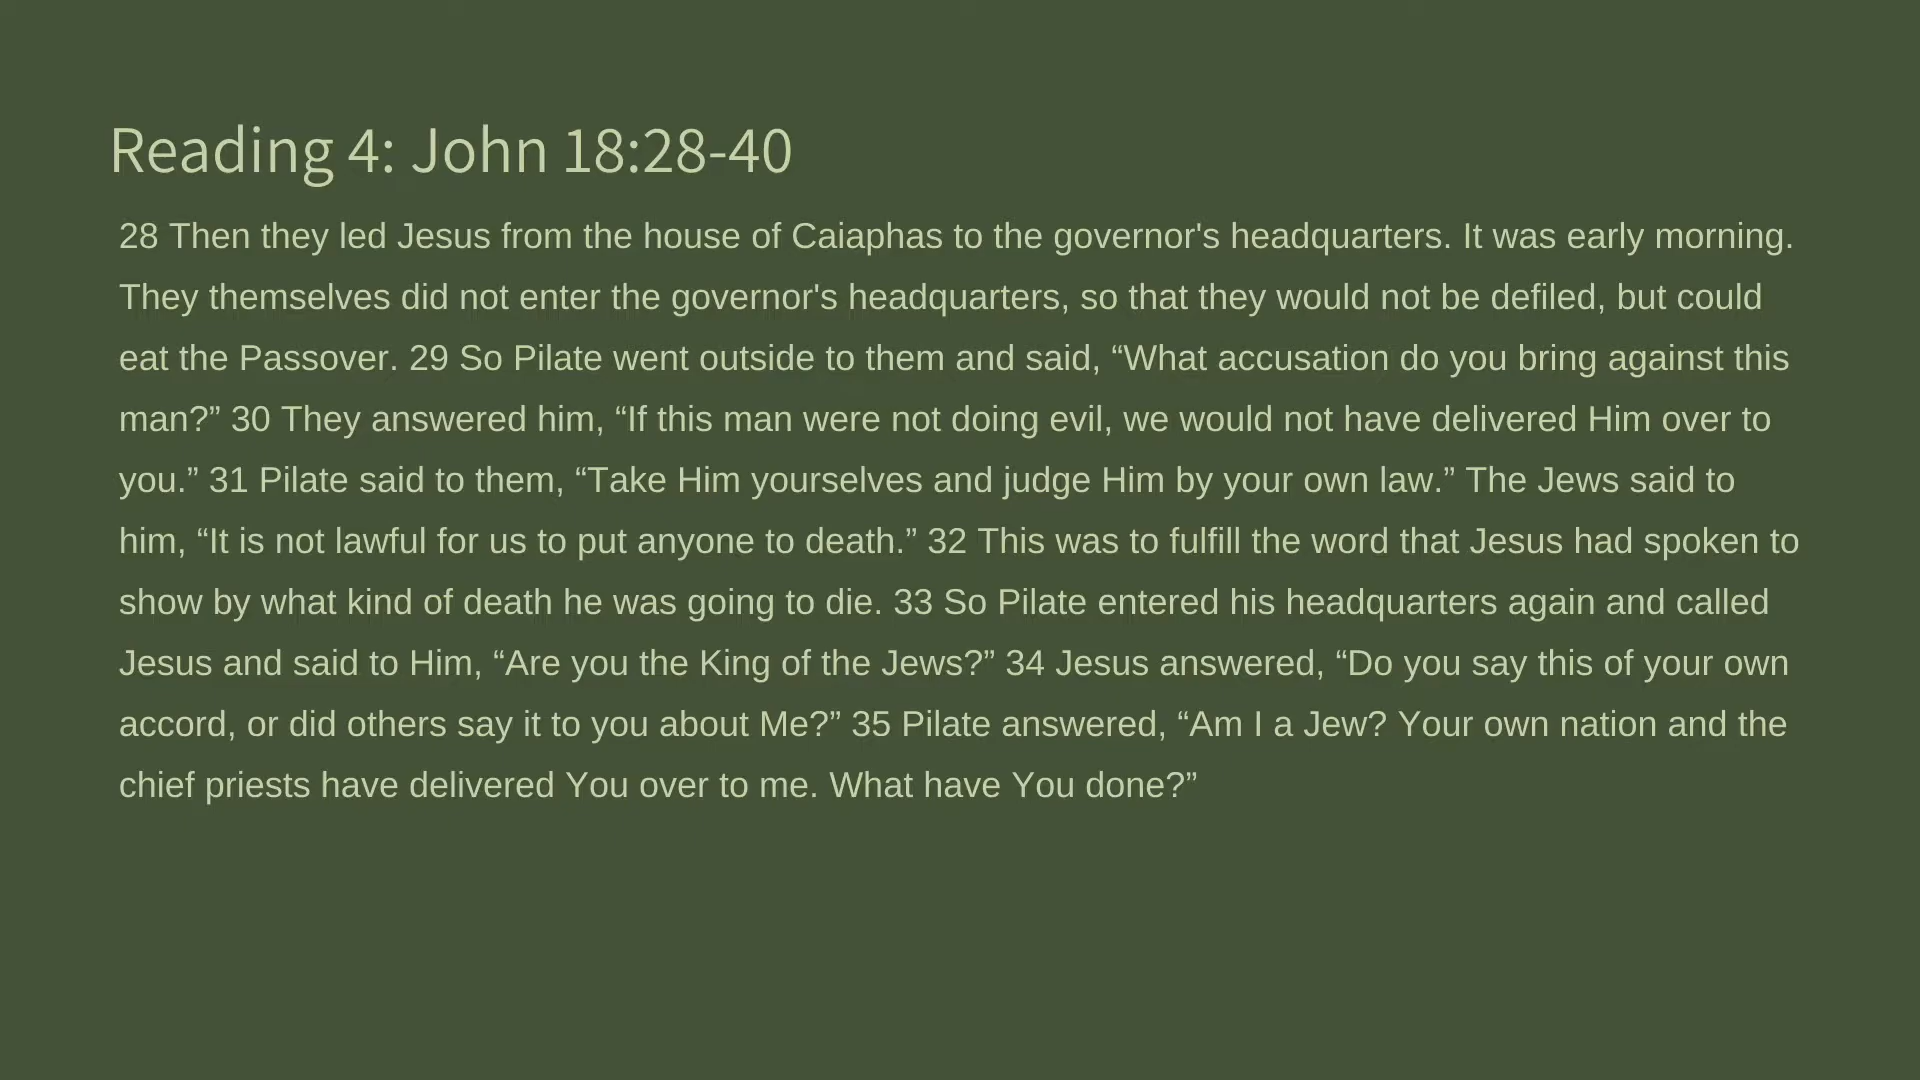 Reading 4: John 18:28-40
28 Then they led Jesus from the house of Caiaphas to the governor's headquarters. It was early morning.
They themselves did not enter the governor's headquarters, so that they would not be defiled, but could
eat the Passover. 29 So Pilate went outside to them and said, “What accusation do you bring against this
man?” 30 They answered him, “If this man were not doing evil, we would not have delivered Him over to
you.” 31 Pilate said to them, “Take Him yourselves and judge Him by your own law.” The Jews said to
him, “It is not lawful for us to put anyone to death.” 32 This was to fulfill the word that Jesus had spoken to
show by what kind of death he was going to die. 33 So Pilate entered his headquarters again and called
Jesus and said to Him, “Are you the King of the Jews?” 34 Jesus answered, “Do you say this of your own
accord, or did others say it to you about Me?” 35 Pilate answered, “Am I a Jew? Your own nation and the
chief priests have delivered You over to me. What have You done?”